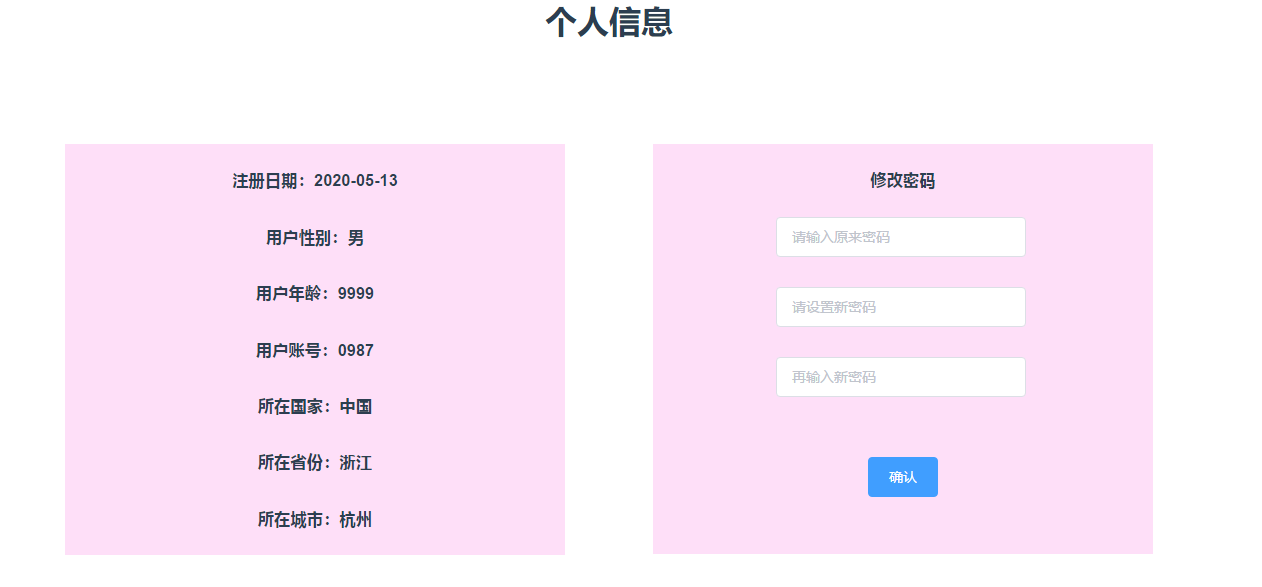 个人信息
注册日期：2020-05-13
用户性别：男
用户年龄：9999
用户账号：0987
所在国家：中国
所在省份：浙江
所在城市：杭州
修改密码
请输入原来密码
请设置新密码
再输入新密码
确认